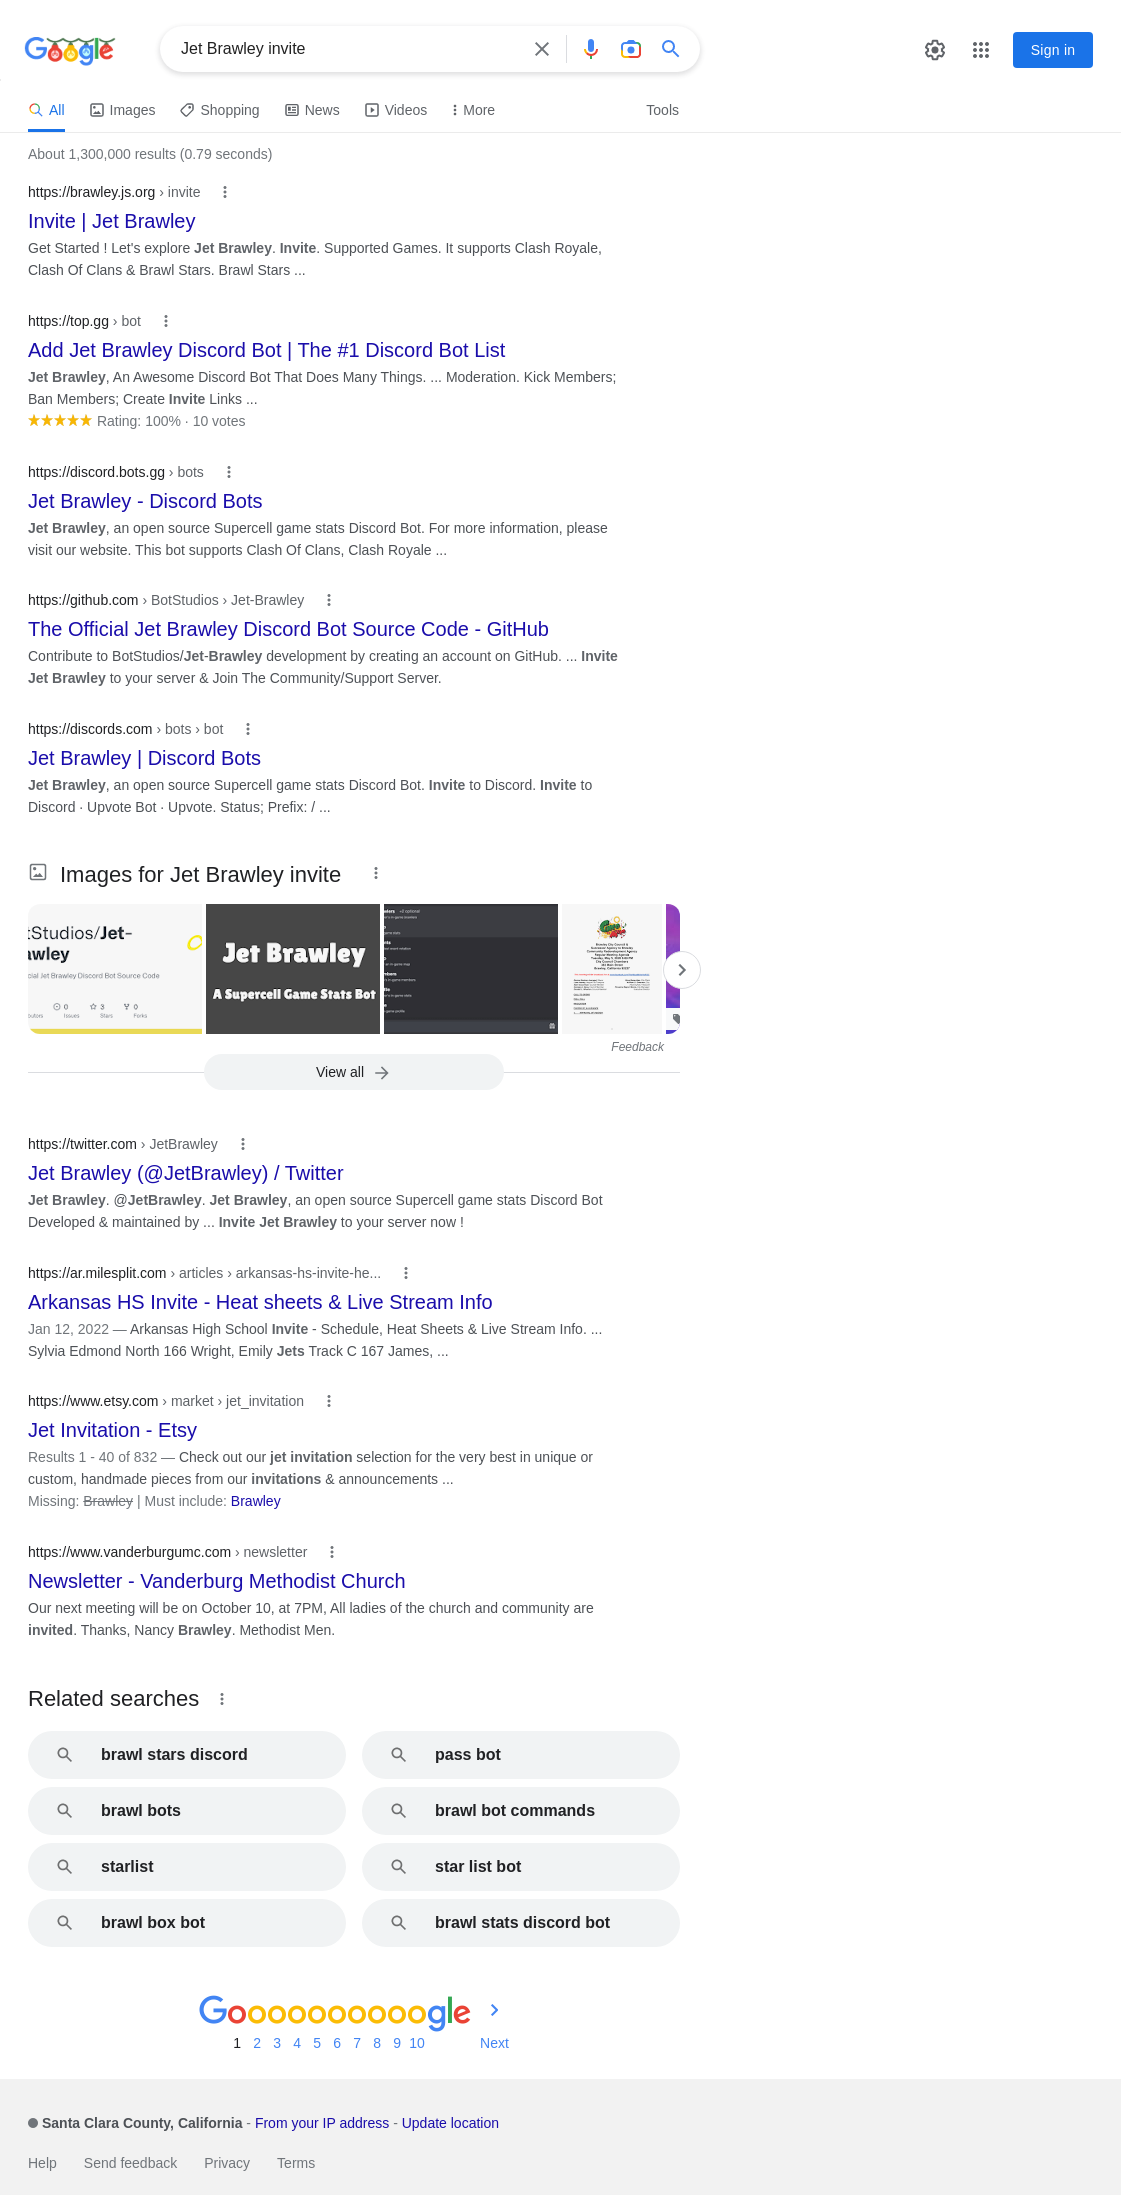 Google
Jet Brawley invite
Sign in
All
Images
Shopping
News
Videos
More
Tools
About 1,300,000 results (0.79 seconds)
https://brawley.js.org › invite
Invite | Jet Brawley
Get Started ! Let's explore Jet Brawley. Invite. Supported Games. It supports Clash Royale,
Clash Of Clans & Brawl Stars. Brawl Stars ...
https://top.gg › bot
Add Jet Brawley Discord Bot | The #1 Discord Bot List
Jet Brawley, An Awesome Discord Bot That Does Many Things. ... Moderation. Kick Members;
Ban Members; Create Invite Links ...
Rating: 100% · 10 votes
https://discord.bots.gg › bots
Jet Brawley - Discord Bots
Jet Brawley, an open source Supercell game stats Discord Bot. For more information, please
visit our website. This bot supports Clash Of Clans, Clash Royale ...
https://github.com › BotStudios › Jet-Brawley
The Official Jet Brawley Discord Bot Source Code - GitHub
Contribute to BotStudios/Jet-Brawley development by creating an account on GitHub. ... Invite
Jet Brawley to your server & Join The Community/Support Server.
https://discords.com › bots › bot
Jet Brawley | Discord Bots
Jet Brawley, an open source Supercell game stats Discord Bot. Invite to Discord. Invite to
Discord · Upvote Bot · Upvote. Status; Prefix: / ...
Images for Jet Brawley invite
tStudios/Jet-
awley
cial Jet Brawley Discord Bot Source Code
0 3 0
Issues Stars Forks
Jet Brawley
A Supercell Game Stats Bot
Feedback
View all
https://twitter.com › JetBrawley
Jet Brawley (@JetBrawley) / Twitter
Jet Brawley. @JetBrawley. Jet Brawley, an open source Supercell game stats Discord Bot
Developed & maintained by ... Invite Jet Brawley to your server now !
https://ar.milesplit.com › articles › arkansas-hs-invite-he...
Arkansas HS Invite - Heat sheets & Live Stream Info
Jan 12, 2022 — Arkansas High School Invite - Schedule, Heat Sheets & Live Stream Info. ...
Sylvia Edmond North 166 Wright, Emily Jets Track C 167 James, ...
https://www.etsy.com › market › jet_invitation
Jet Invitation - Etsy
Results 1 - 40 of 832 — Check out our jet invitation selection for the very best in unique or
custom, handmade pieces from our invitations & announcements ...
Missing: Brawley | Must include: Brawley
https://www.vanderburgumc.com › newsletter
Newsletter - Vanderburg Methodist Church
Our next meeting will be on October 10, at 7PM, All ladies of the church and community are
invited. Thanks, Nancy Brawley. Methodist Men.
Related searches
brawl stars discord
pass bot
brawl bots
brawl bot commands
starlist
star list bot
brawl box bot
brawl stats discord bot
Goooooooooogle
1 2 3 4 5 6 7 8 9 10 Next
Santa Clara County, California - From your IP address - Update location
Help Send feedback Privacy Terms